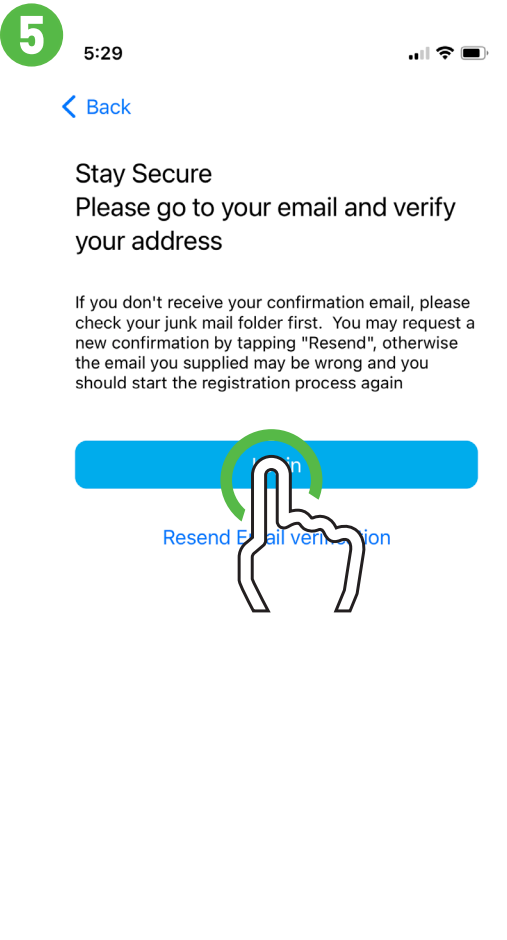 5
5:29
Back
Stay Secure
Please go to your email and verify
your address
If you don't receive your confirmation email, please
check your junk mail folder first.  You may request a
new confirmation by tapping "Resend", otherwise
the email you supplied may be wrong and you
should start the registration process again
Resend